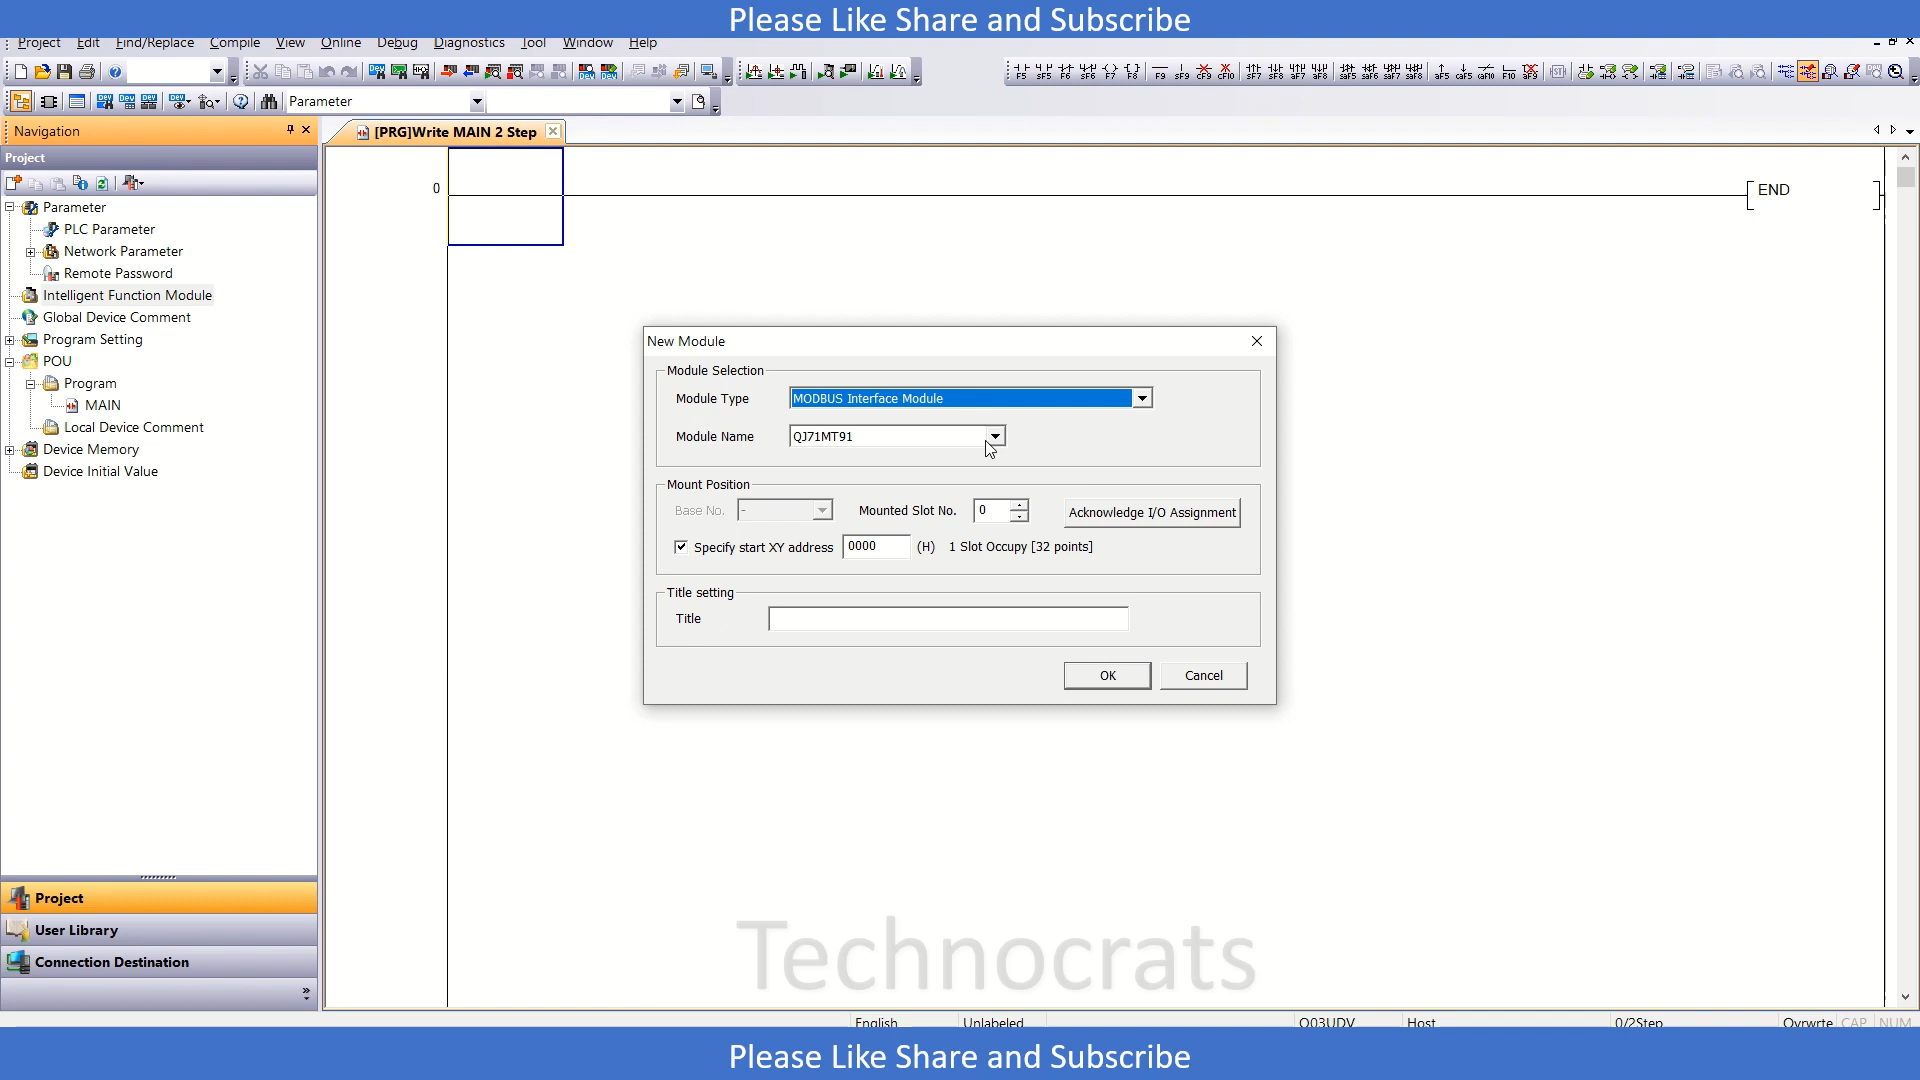 Please Like Share and Subscribe
Project Edit Find/Replace Compile View Online Debug Diagnostics Tool Window Help
Parameter
Navigation
[PRG]Write MAIN 2 Step
Project
Parameter
PLC Parameter
Network Parameter
Remote Password
Intelligent Function Module
Global Device Comment
Program Setting
POU
Program
MAIN
Local Device Comment
Device Memory
Device Initial Value
0
END
New Module
Module Selection
Module Type MODBUS Interface Module
Module Name QJ71MT91
Mount Position
Base No. - Mounted Slot No. 0 Acknowledge I/O Assignment
Specify start XY address 0000 (H) 1 Slot Occupy [32 points]
Title setting
Title
OK Cancel
Project
User Library
Connection Destination
Technocrats
English Unlabeled Q03UDV Host 0/2Step Ovrwrte CAP NUM
Please Like Share and Subscribe